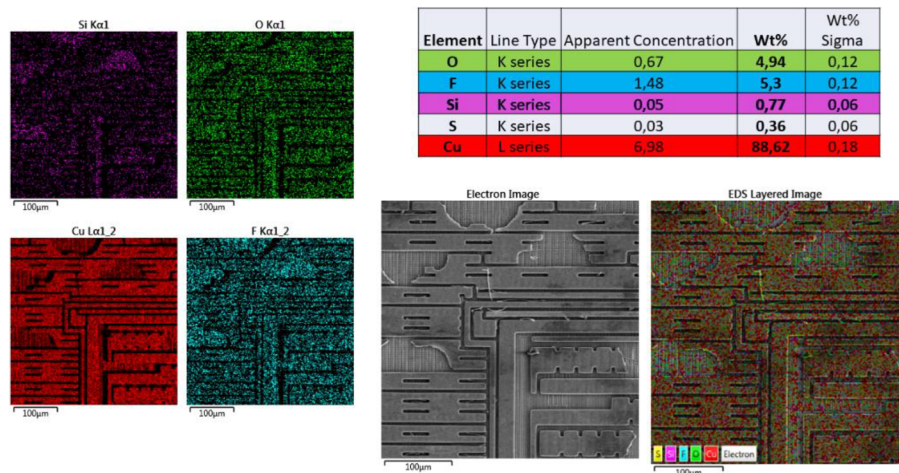 Si Kα1
O Kα1
100µm
100µm
Cu Lα1_2
F Kα1_2
100µm
100µm
Element Line Type Apparent Concentration Wt% Wt% Sigma
O K series 0,67 4,94 0,12
F K series 1,48 5,3 0,12
Si K series 0,05 0,77 0,06
S K series 0,03 0,36 0,06
Cu L series 6,98 88,62 0,18
Electron Image
EDS Layered Image
100µm
S Si F O Cu Electron
100µm